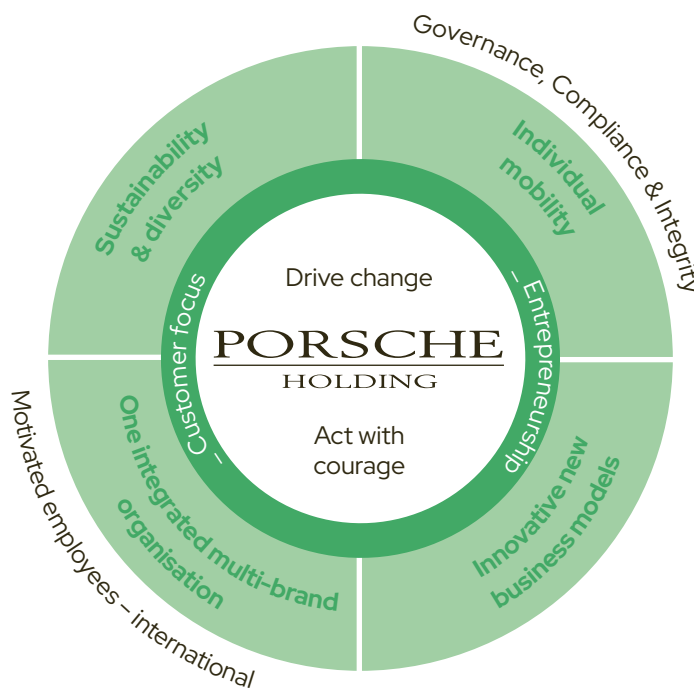 Governance, Compliance & Integrity
Sustainability
& diversity
Individual
mobility
Drive change
– Customer focus
– Entrepreneurship
PORSCHE
HOLDING
Act with
courage
One integrated multi-brand
organisation
Innovative new
business models
Motivated employees – international